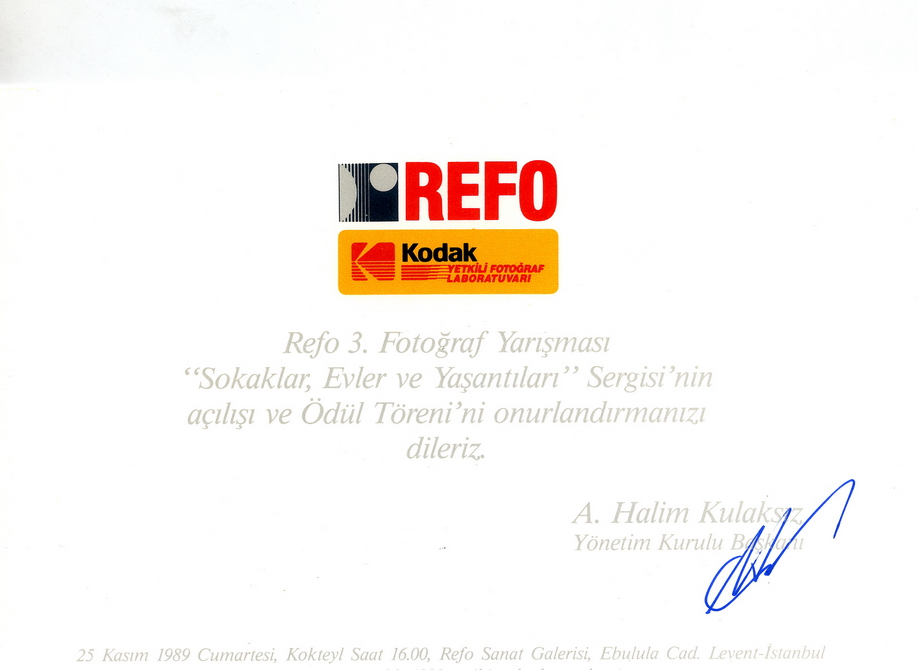 REFO
Kodak
YETKİLİ FOTOĞRAF
LABORATUVARI
Refo 3. Fotoğraf Yarışması
“Sokaklar, Evler ve Yaşantıları” Sergisi’nin
açılışı ve Ödül Töreni’ni onurlandırmanızı
dileriz.
A. Halim Kulaksız
Yönetim Kurulu Başkanı
25 Kasım 1989 Cumartesi, Kokteyl Saat 16.00, Refo Sanat Galerisi, Ebulula Cad. Levent-İstanbul